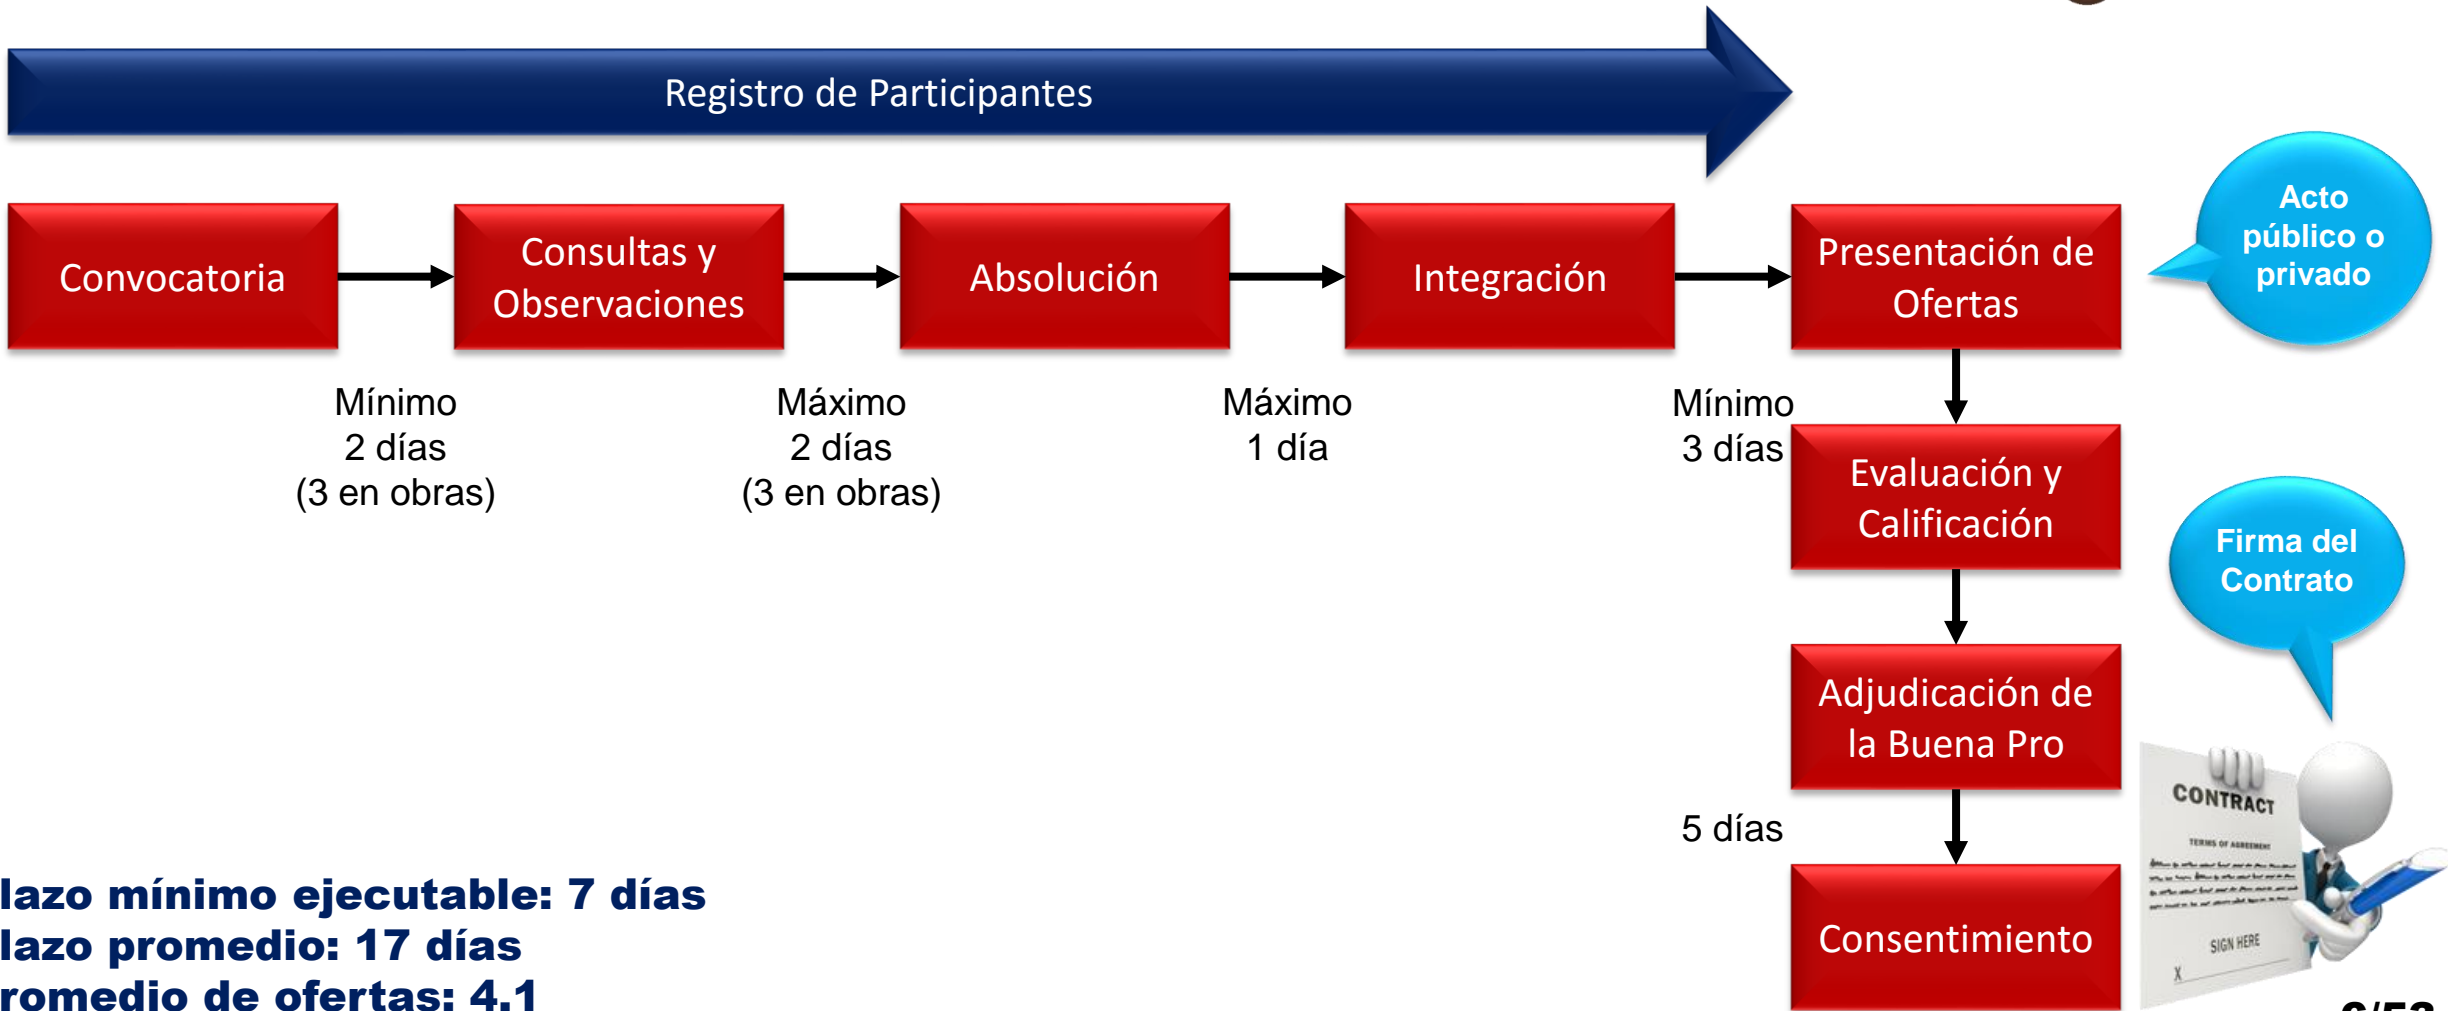 Registro de Participantes
Convocatoria
Consultas y
Observaciones
Absolución
Integración
Presentación de
Ofertas
Acto
público o
privado
Mínimo
2 días
(3 en obras)
Máximo
2 días
(3 en obras)
Máximo
1 día
Mínimo
3 días
Evaluación y
Calificación
Firma del
Contrato
Adjudicación de
la Buena Pro
5 días
Consentimiento
CONTRACT
TERMS OF AGREEMENT
SIGN HERE
X
lazo mínimo ejecutable: 7 días
lazo promedio: 17 días
romedio de ofertas: 4.1